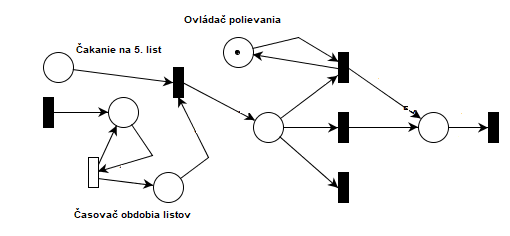 Ovládač polievania
Čakanie na 5. list
Časovač obdobia listov